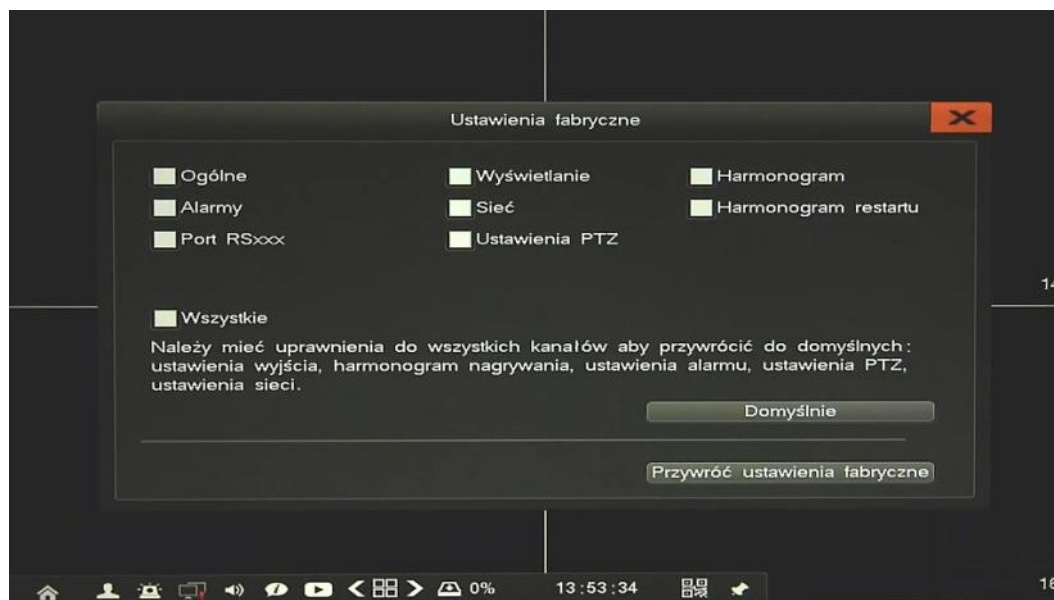 Ustawienia fabryczne
Ogólne
Wyświetlanie
Harmonogram
Alarmy
Sieć
Harmonogram restartu
Port RSxxx
Ustawienia PTZ
14
Wszystkie
Należy mieć uprawnienia do wszystkich kanałów aby przywrócić do domyślnych:
ustawienia wyjścia, harmonogram nagrywania, ustawienia alarmu, ustawienia PTZ,
ustawienia sieci.
Domyślnie
Przywróć ustawienia fabryczne
0%
13:53:34
16